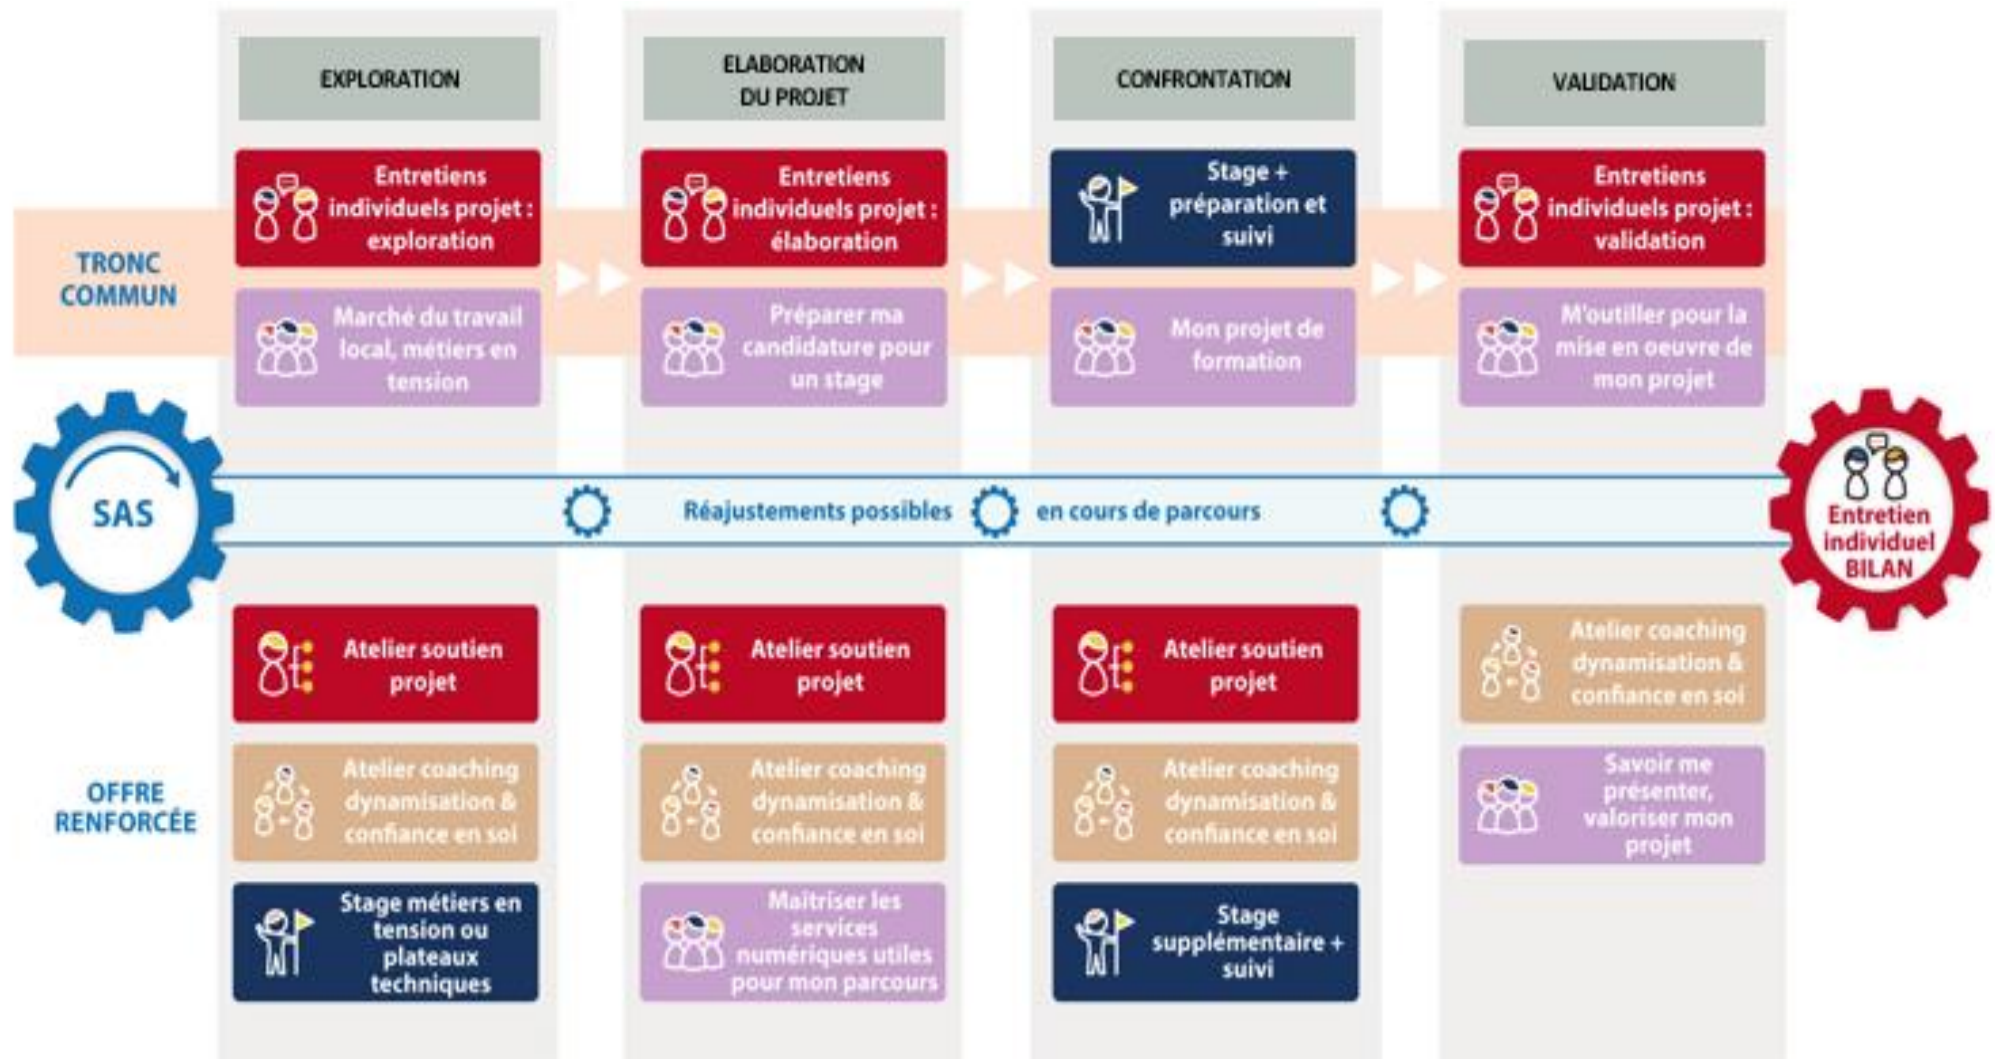 EXPLORATION
ELABORATION
DU PROJET
CONFRONTATION
VALIDATION
TRONC
COMMUN
Entretiens
individuels projet :
exploration
Entretiens
individuels projet :
élaboration
Stage +
préparation et
suivi
Entretiens
individuels projet :
validation
Marché du travail
local, métiers en
tension
Préparer ma
candidature pour
un stage
Mon projet de
formation
M'outiller pour la
mise en oeuvre de
mon projet
SAS
Réajustements possibles
en cours de parcours
Entretien
individuel
BILAN
OFFRE
RENFORCÉE
Atelier soutien
projet
Atelier soutien
projet
Atelier soutien
projet
Atelier coaching
dynamisation &
confiance en soi
Atelier coaching
dynamisation &
confiance en soi
Atelier coaching
dynamisation &
confiance en soi
Atelier coaching
dynamisation &
confiance en soi
Savoir me
présenter,
valoriser mon
projet
Stage métiers en
tension ou
plateaux
techniques
Maîtriser les
services
numériques utiles
pour mon parcours
Stage
supplémentaire +
suivi